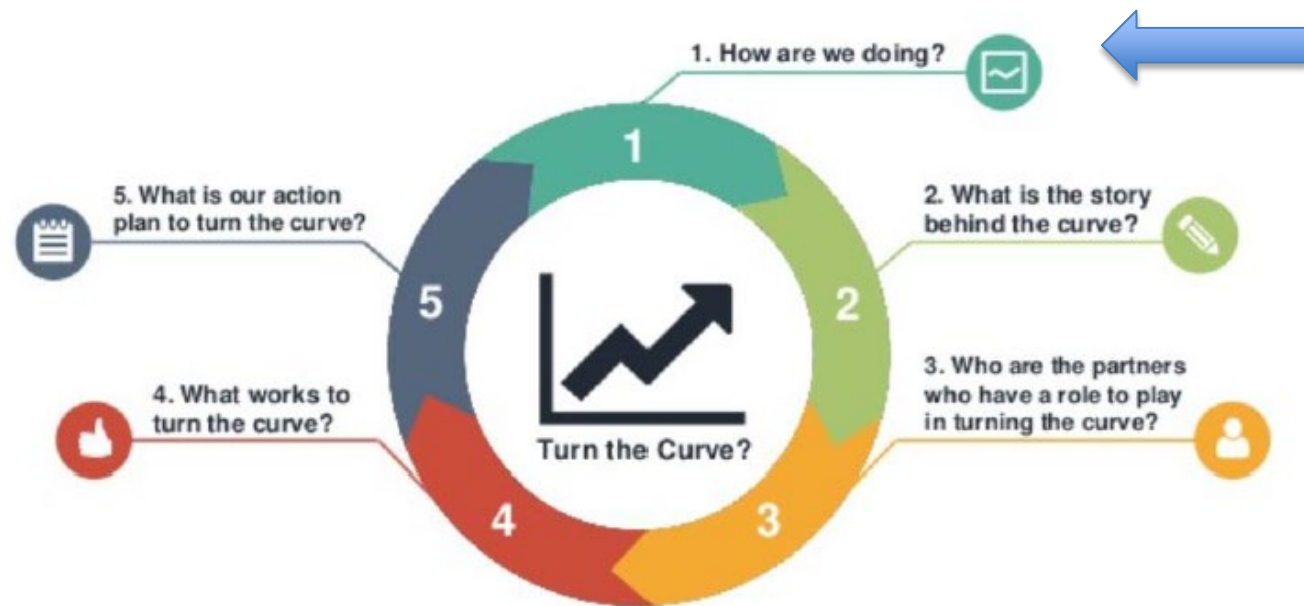 1. How are we doing?
1
2. What is the story
behind the curve?
2
3. Who are the partners
who have a role to play
in turning the curve?
3
4. What works to
turn the curve?
4
5. What is our action
plan to turn the curve?
5
Turn the Curve?